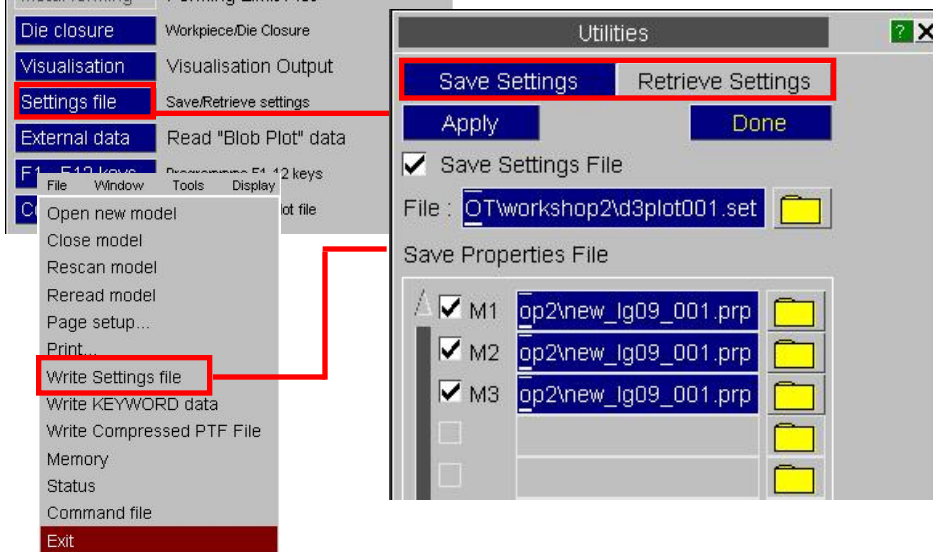 Die closure Workpiece/Die Closure
Visualisation Visualisation Output
Settings file Save/Retrieve settings
External data Read "Blob Plot" data
12 keys
File Window Tools Display
lot file
Open new model
Close model
Rescan model
Reread model
Page setup...
Print...
Write Settings file
Write KEYWORD data
Write Compressed PTF File
Memory
Status
Command file
Exit
Utilities ? X
Save Settings Retrieve Settings
Apply Done
Save Settings File
File : OT\workshop2\d3plot001.set
Save Properties File
M1 op2\new_lg09_001.prp
M2 op2\new_lg09_001.prp
M3 op2\new_lg09_001.prp